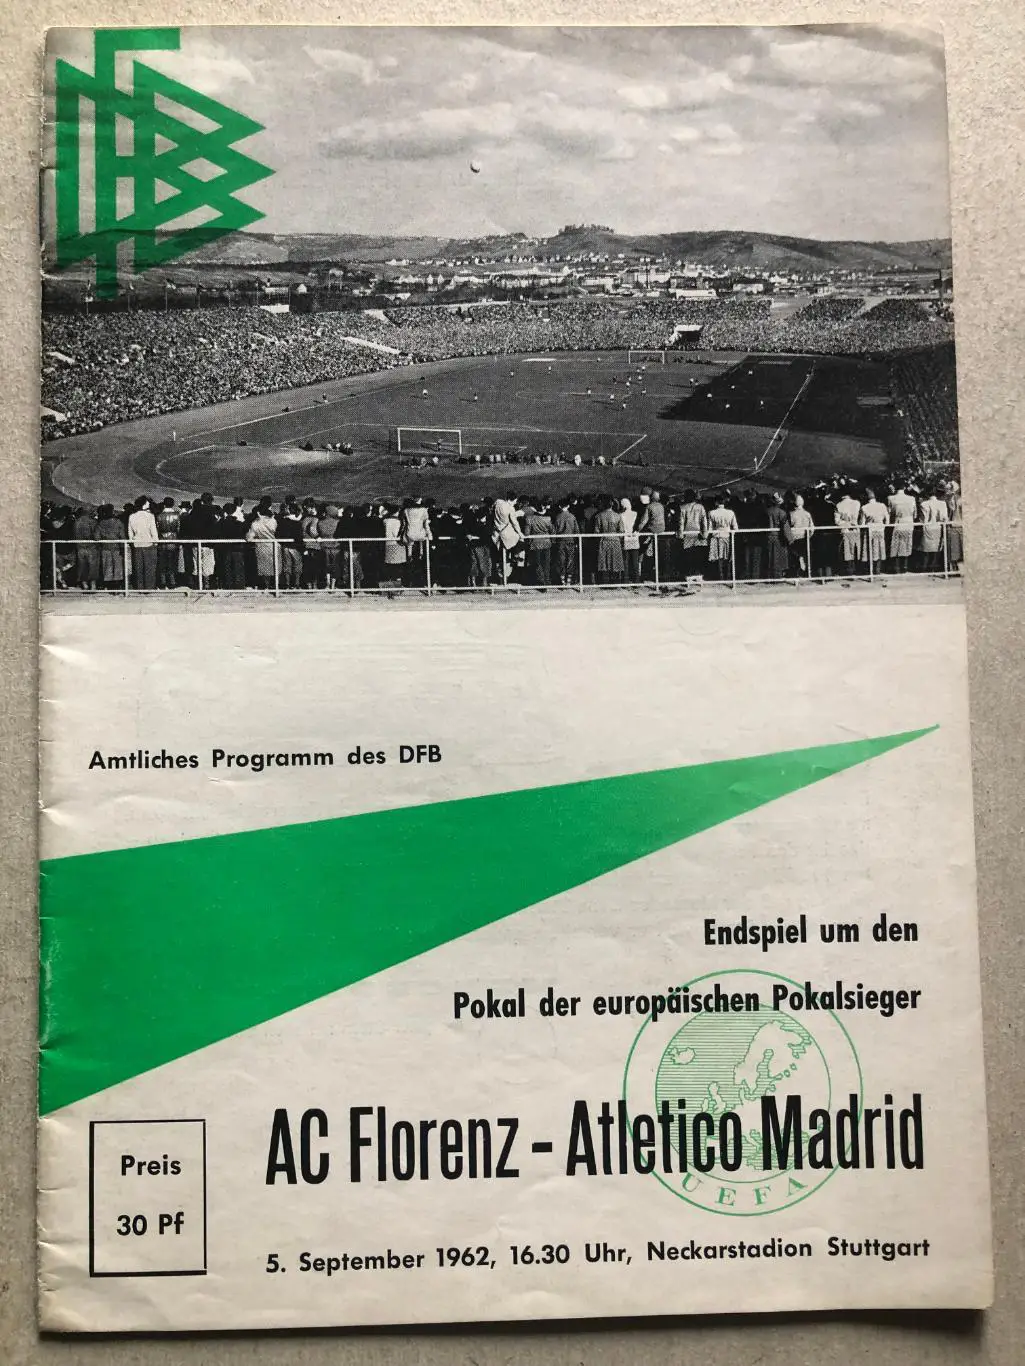 DFB
Amtliches Programm des DFB
Endspiel um den
Pokal der europäischen Pokalsieger
AC Florenz - Atletico Madrid
UEFA
Preis
30 Pf
5. September 1962, 16.30 Uhr, Neckarstadion Stuttgart